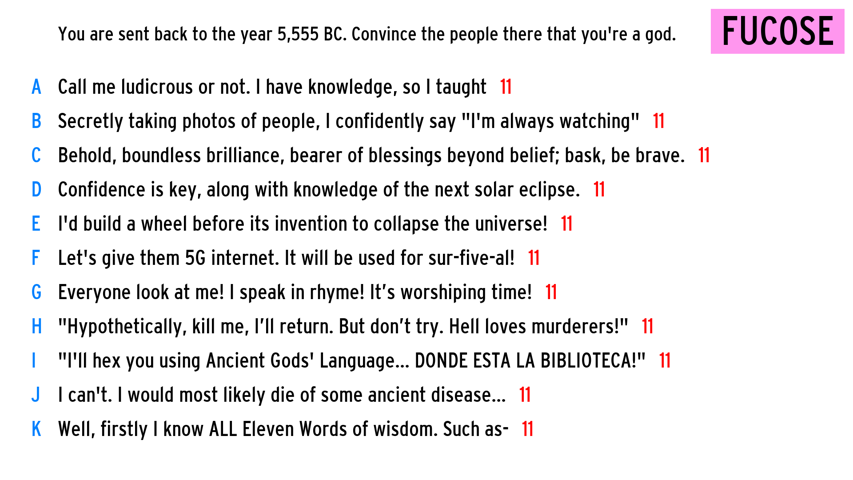 You are sent back to the year 5,555 BC. Convince the people there that you're a god.
FUCOSE
A Call me ludicrous or not. I have knowledge, so I taught 11
B Secretly taking photos of people, I confidently say "I'm always watching" 11
C Behold, boundless brilliance, bearer of blessings beyond belief; bask, be brave. 11
D Confidence is key, along with knowledge of the next solar eclipse. 11
E I'd build a wheel before its invention to collapse the universe! 11
F Let's give them 5G internet. It will be used for sur-five-al! 11
G Everyone look at me! I speak in rhyme! It’s worshiping time! 11
H "Hypothetically, kill me, I’ll return. But don’t try. Hell loves murderers!" 11
I "I'll hex you using Ancient Gods' Language... DONDE ESTA LA BIBLIOTECA!" 11
J I can't. I would most likely die of some ancient disease... 11
K Well, firstly I know ALL Eleven Words of wisdom. Such as- 11